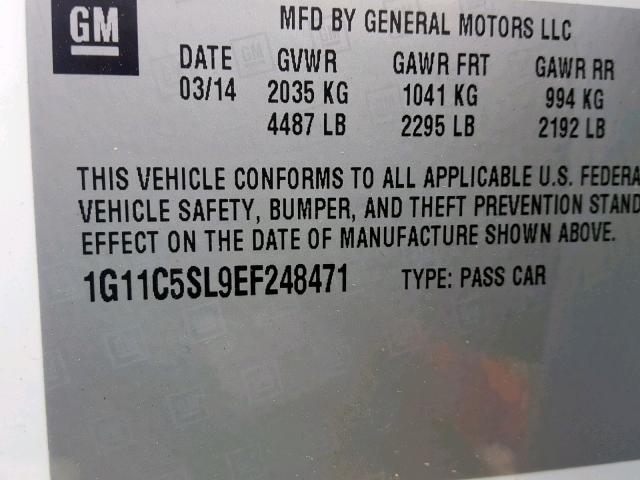 GM
MFD BY GENERAL MOTORS LLC
DATE GVWR GAWR FRT GAWR RR
03/14 2035 KG 1041 KG 994 KG
4487 LB 2295 LB 2192 LB
THIS VEHICLE CONFORMS TO ALL APPLICABLE U.S. FEDERA
VEHICLE SAFETY, BUMPER, AND THEFT PREVENTION STAND
EFFECT ON THE DATE OF MANUFACTURE SHOWN ABOVE.
1G11C5SL9EF248471 TYPE: PASS CAR